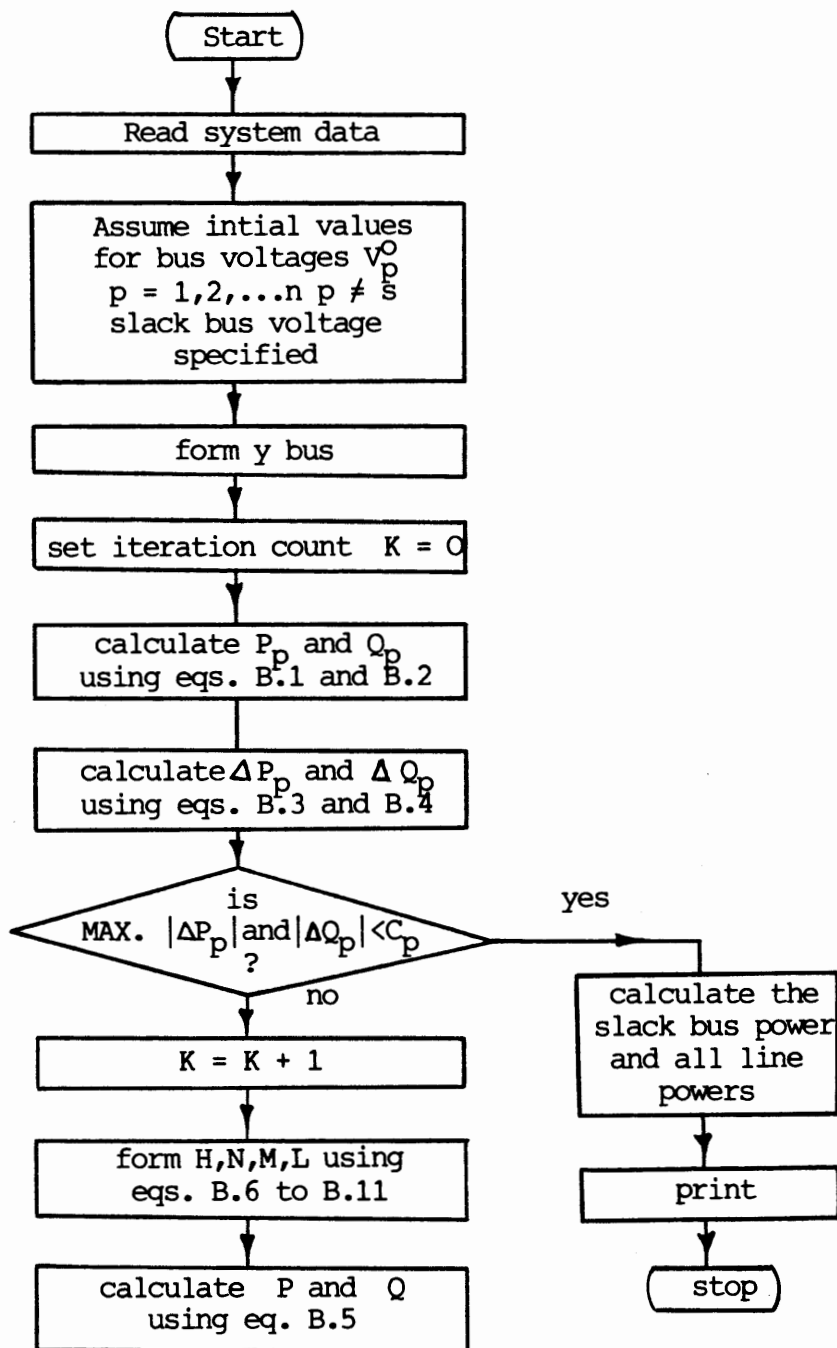 Start
Read system data
Assume intial values
for bus voltages V_p^o
p = 1,2,...n p ≠ s
slack bus voltage
specified
form y bus
set iteration count K = O
calculate P_p and Q_p
using eqs. B.1 and B.2
calculate Δ P_p and Δ Q_p
using eqs. B.3 and B.4
is
MAX. |ΔP_p| and |ΔQ_p| <C_p
?
yes
no
K = K + 1
form H,N,M,L using
eqs. B.6 to B.11
calculate P and Q
using eq. B.5
calculate the
slack bus power
and all line
powers
print
stop